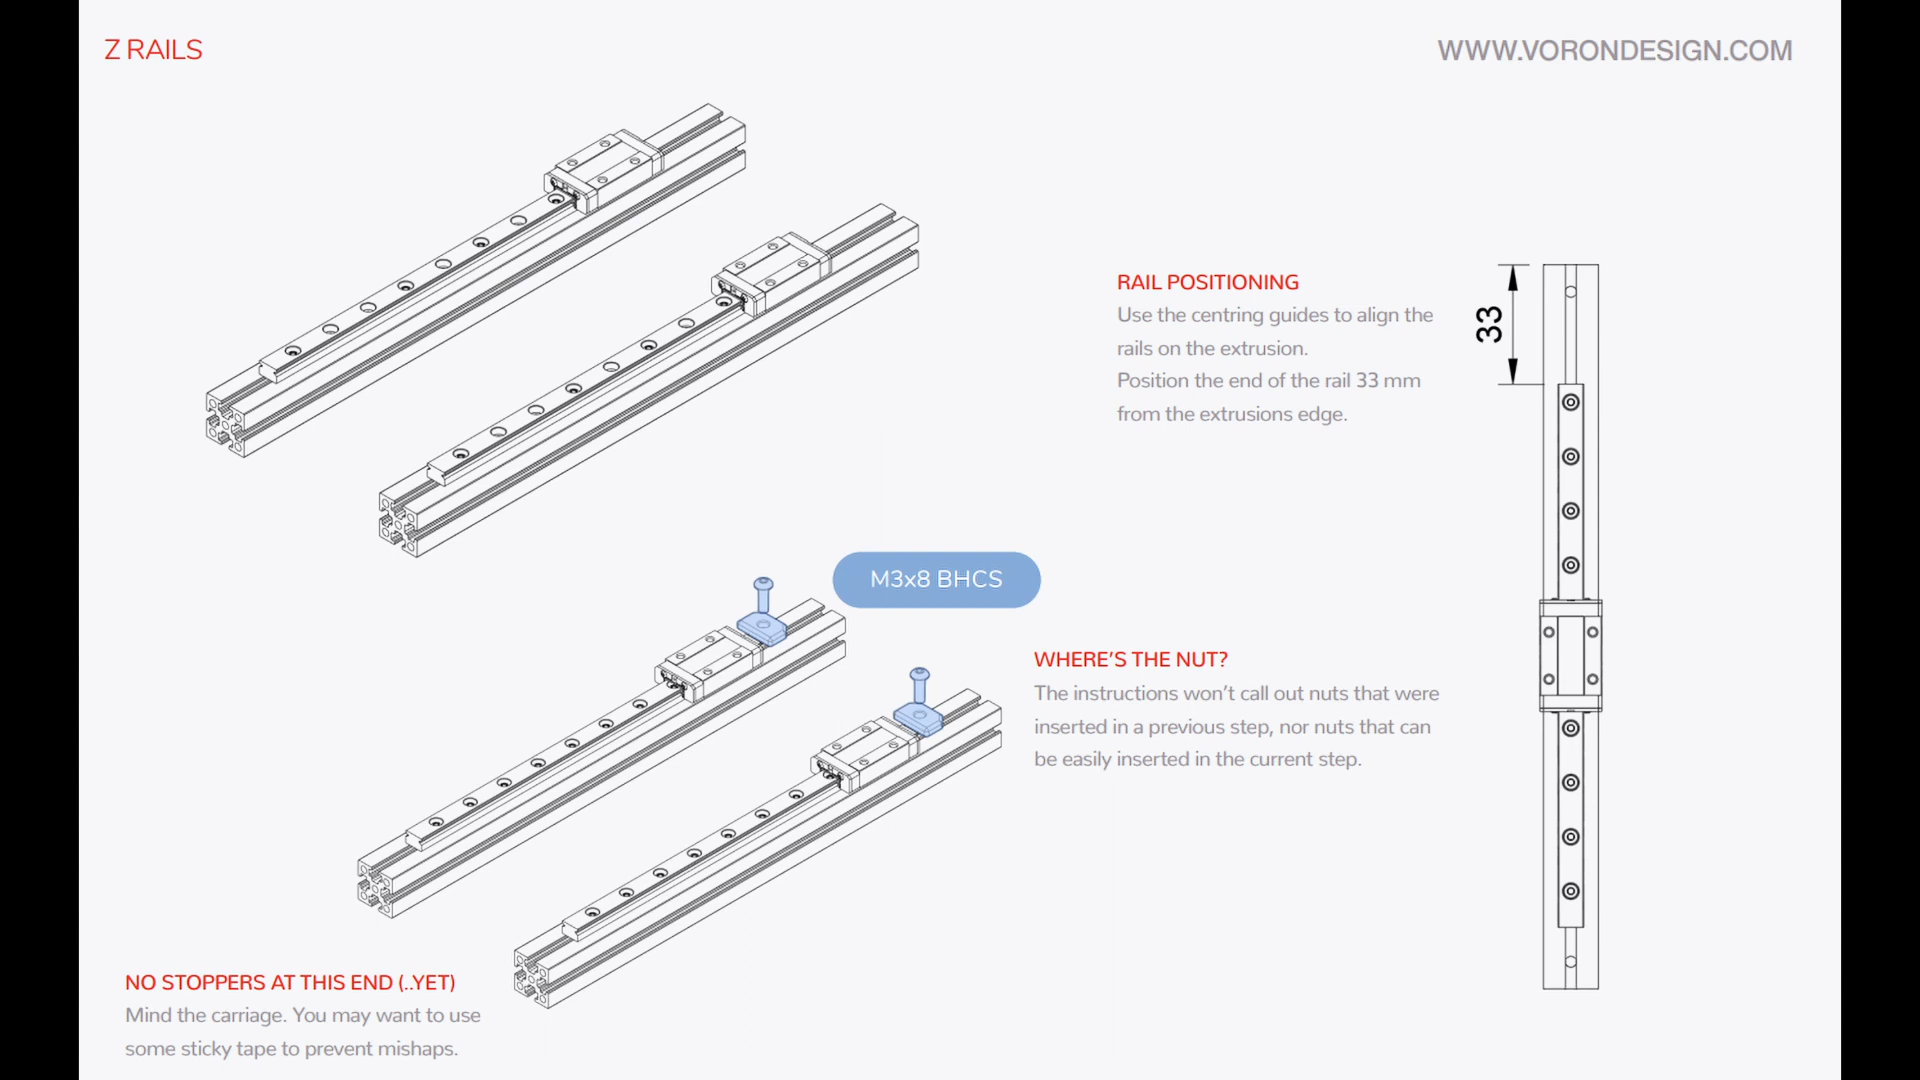 Z RAILS
WWW.VORONDESIGN.COM
RAIL POSITIONING
Use the centring guides to align the
rails on the extrusion.
Position the end of the rail 33 mm
from the extrusions edge.
33
M3x8 BHCS
WHERE’S THE NUT?
The instructions won’t call out nuts that were
inserted in a previous step, nor nuts that can
be easily inserted in the current step.
NO STOPPERS AT THIS END (..YET)
Mind the carriage. You may want to use
some sticky tape to prevent mishaps.